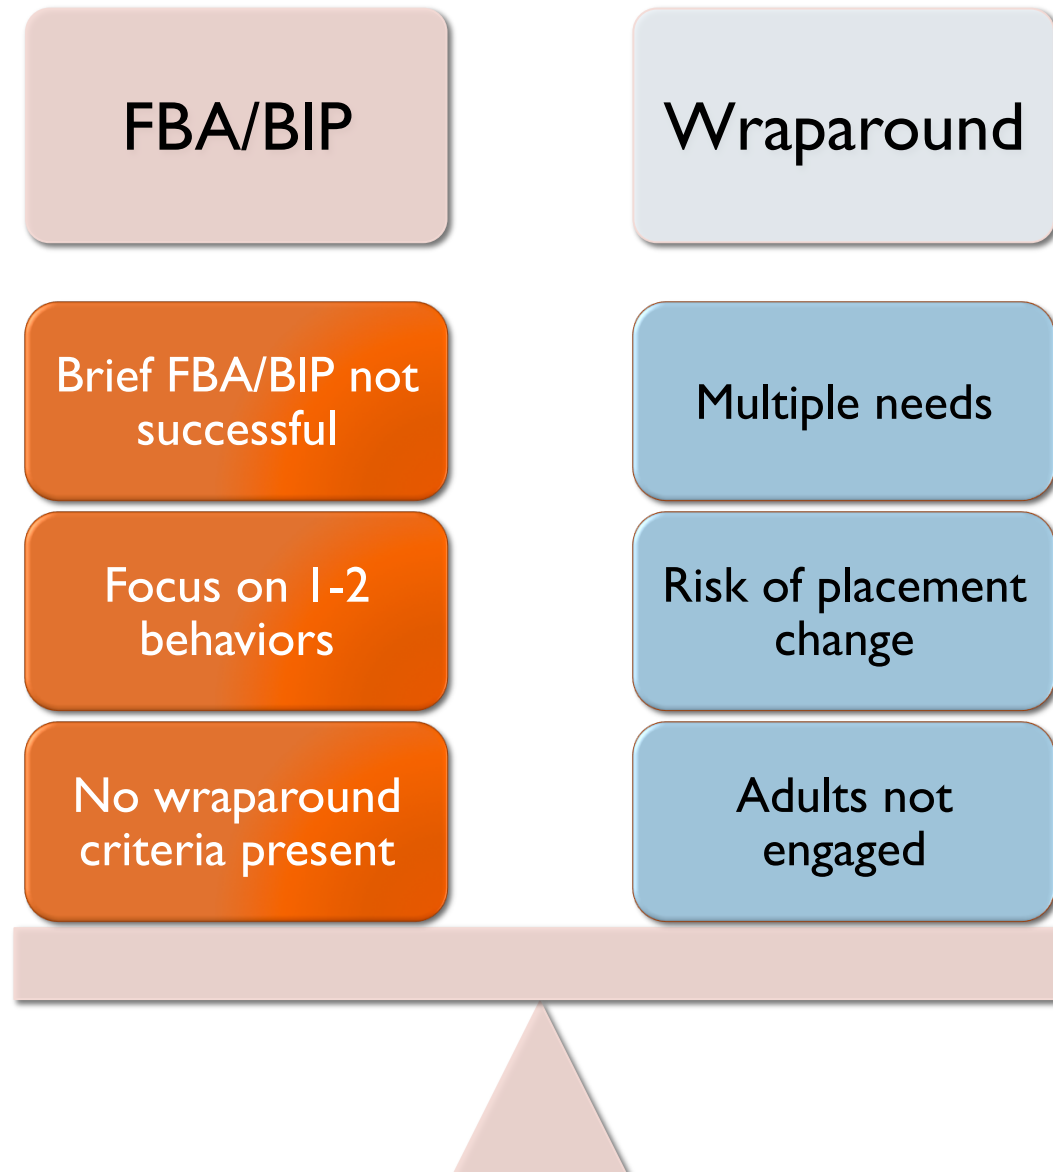 FBA/BIP
Wraparound
Brief FBA/BIP not
successful
Multiple needs
Focus on 1-2
behaviors
Risk of placement
change
No wraparound
criteria present
Adults not
engaged